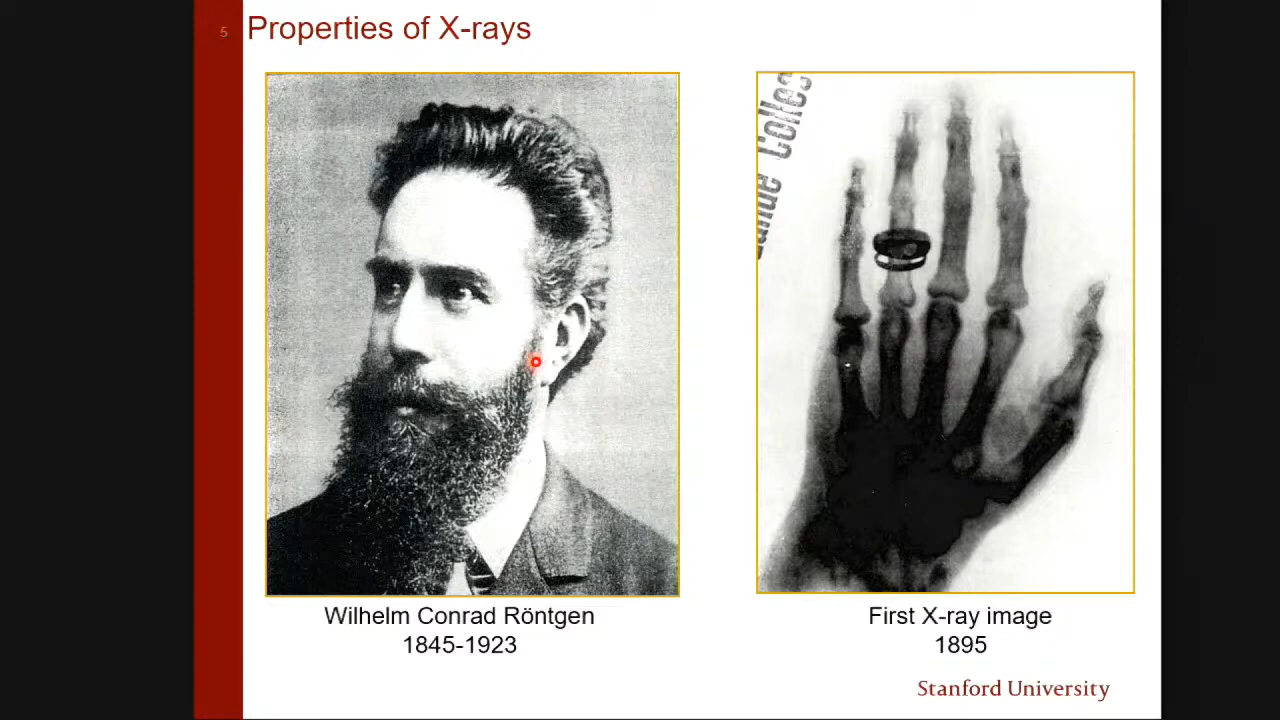 5
Properties of X-rays
Wilhelm Conrad Röntgen
1845-1923
First X-ray image
1895
Stanford University